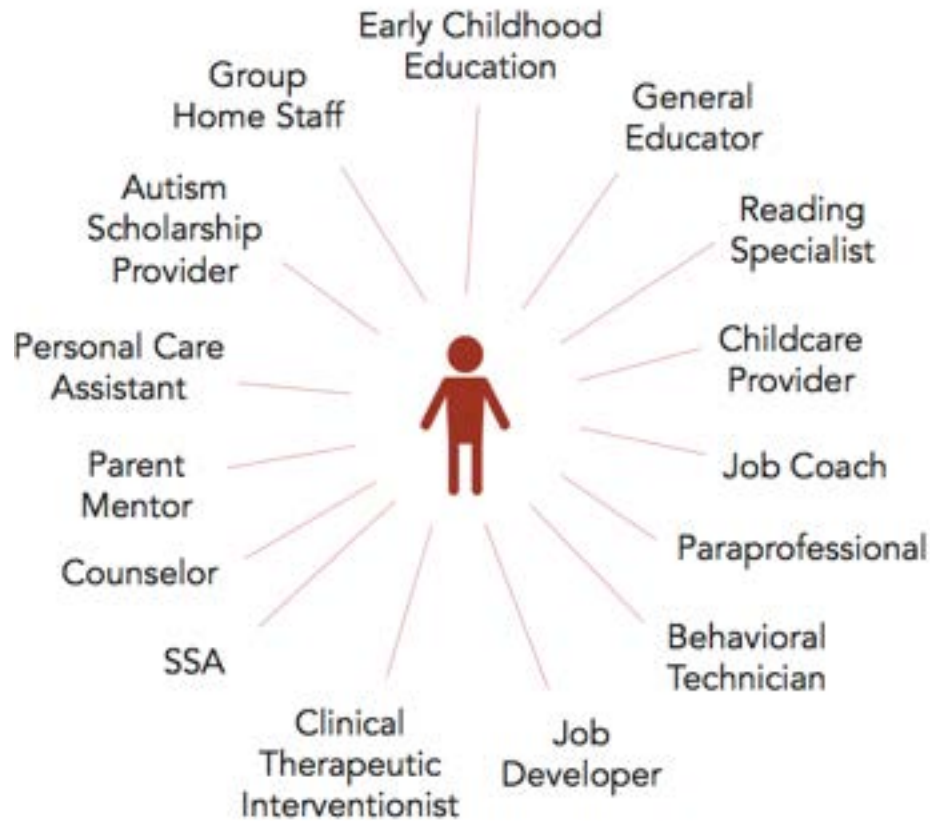 Early Childhood
Education
General
Educator
Reading
Specialist
Childcare
Provider
Job Coach
Paraprofessional
Behavioral
Technician
Job
Developer
Clinical
Therapeutic
Interventionist
SSA
Counselor
Parent
Mentor
Personal Care
Assistant
Autism
Scholarship
Provider
Group
Home Staff